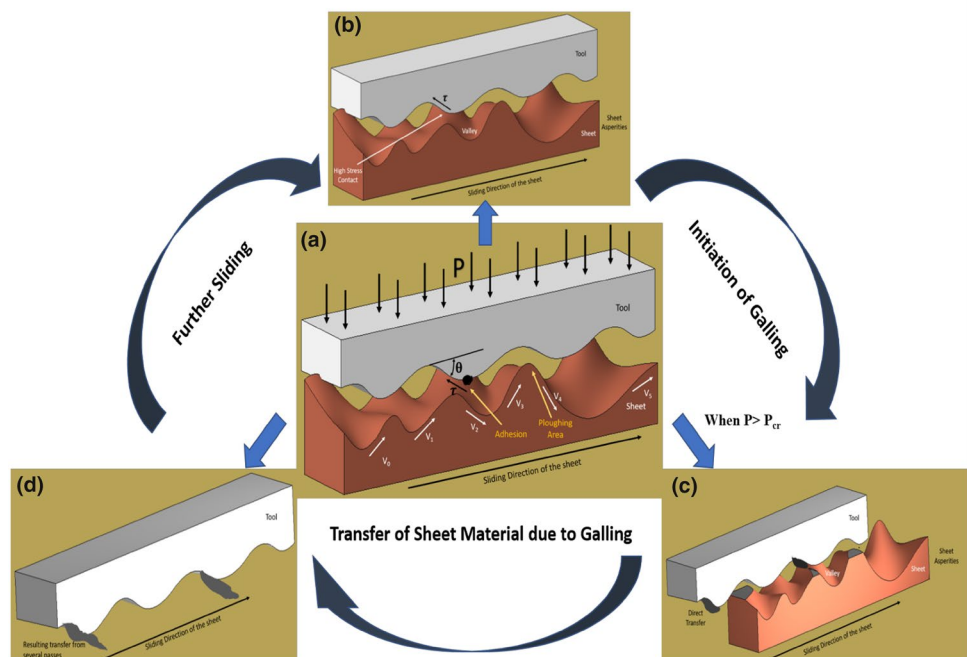 (b)
Tool
τ
Sheet
Asperities
Valley
Sheet
High Stress
Contact
Sliding Direction of the sheet
Further Sliding
Initiation of Galling
(a)
P
Tool
θ
τ
V5
V4
V3
Sheet
V2
V1
V0
Adhesion
Ploughing
Area
Sliding Direction of the sheet
When P> Pcr
(d)
Tool
Resulting transfer from
several passes
Sliding Direction of the sheet
Transfer of Sheet Material due to Galling
(c)
Tool
Sheet
Asperities
Valley
Sheet
Direct
Transfer
Sliding Direction of the sheet